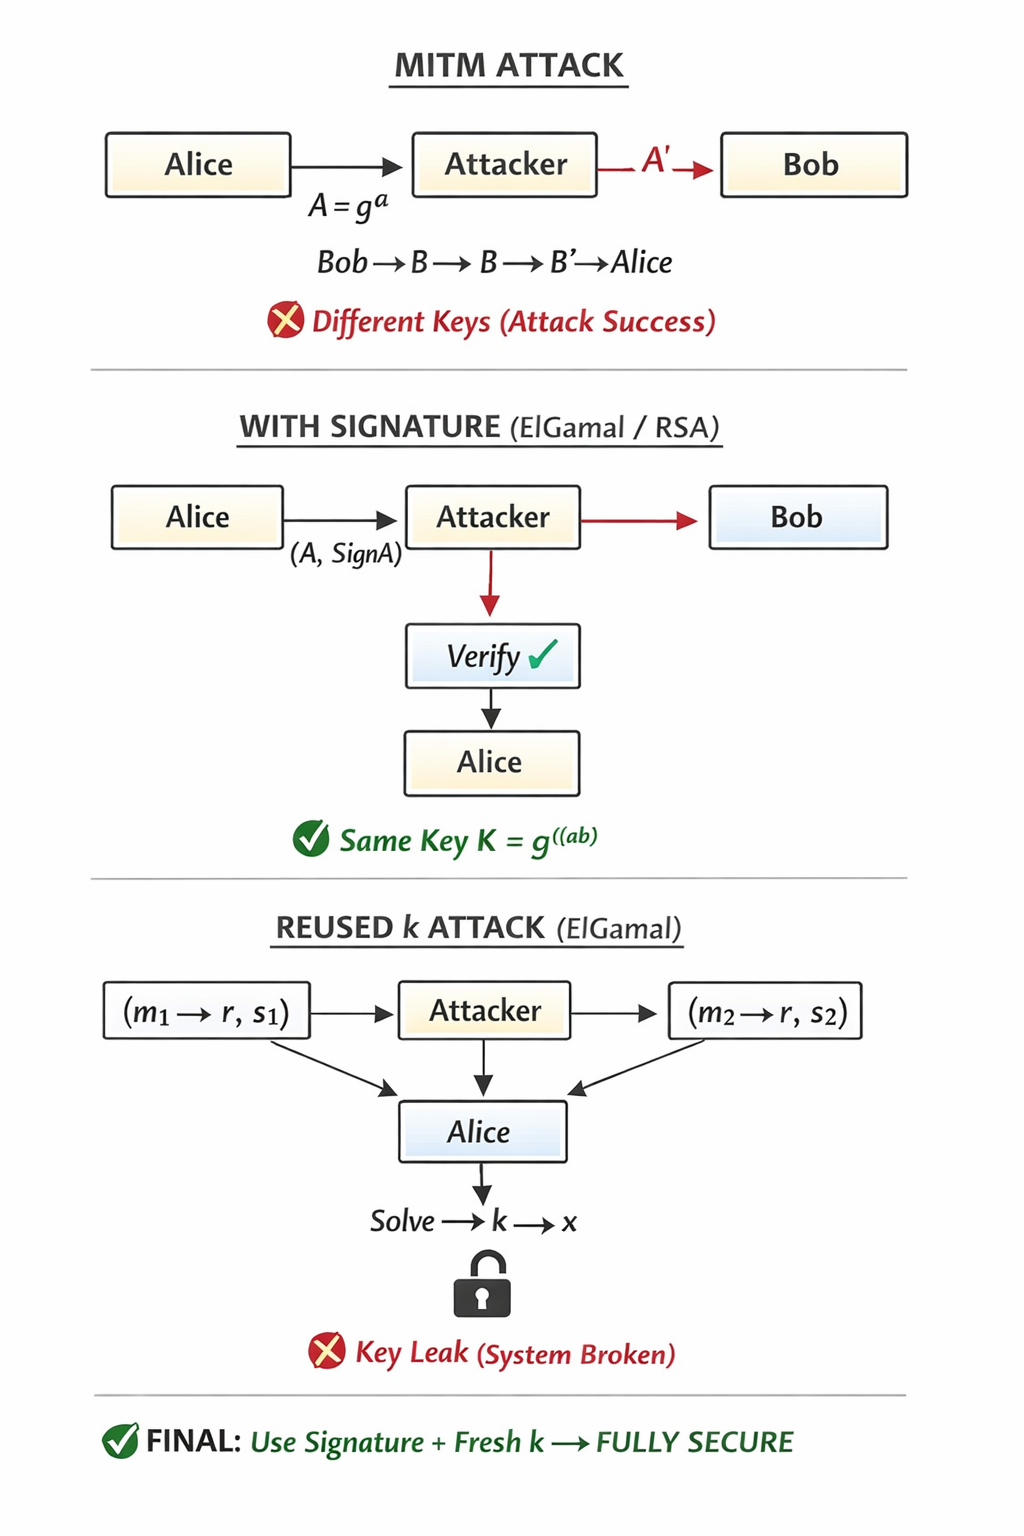 MITM ATTACK
Alice
Attacker
A'
Bob
A = gᵃ
Bob → B → B → B’ → Alice
Different Keys (Attack Success)
WITH SIGNATURE (ElGamal / RSA)
Alice
Attacker
Bob
(A, SignA)
Verify ✓
Alice
Same Key K = g⁽⁽ᵃᵇ⁾
REUSED k ATTACK (ElGamal)
(m₁ → r, s₁)
Attacker
(m₂ → r, s₂)
Alice
Solve → k → x
Key Leak (System Broken)
FINAL: Use Signature + Fresh k → FULLY SECURE